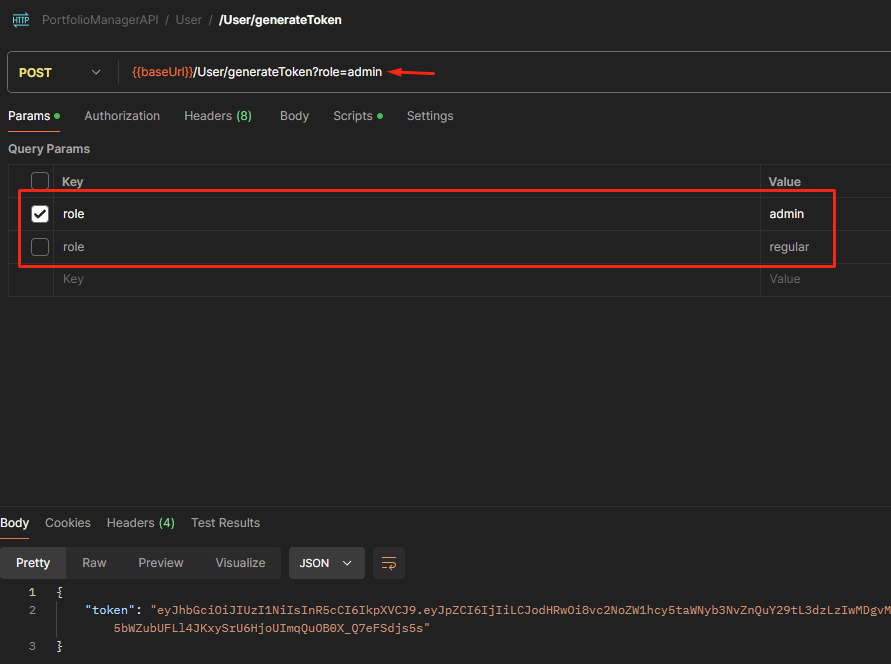 HTTP PortfolioManagerAPI / User / /User/generateToken
POST {{baseUrl}}/User/generateToken?role=admin
Params Authorization Headers (8) Body Scripts Settings
Query Params
Key Value
role admin
role regular
Key Value
Body Cookies Headers (4) Test Results
Pretty Raw Preview Visualize JSON
1 {
2 "token": "eyJhbGciOiJIUzI1NiIsInR5cCI6IkpXVCJ9.eyJpZCI6IjIiLCJodHRwOi8vc2NoZW1hcy5taWNyb3NvZnQuY29tL3dzLzIwMDgvM
5bWZubUFLl4JKxySrU6HjoUImqQuOB0X_Q7eFSdjs5s"
3 }